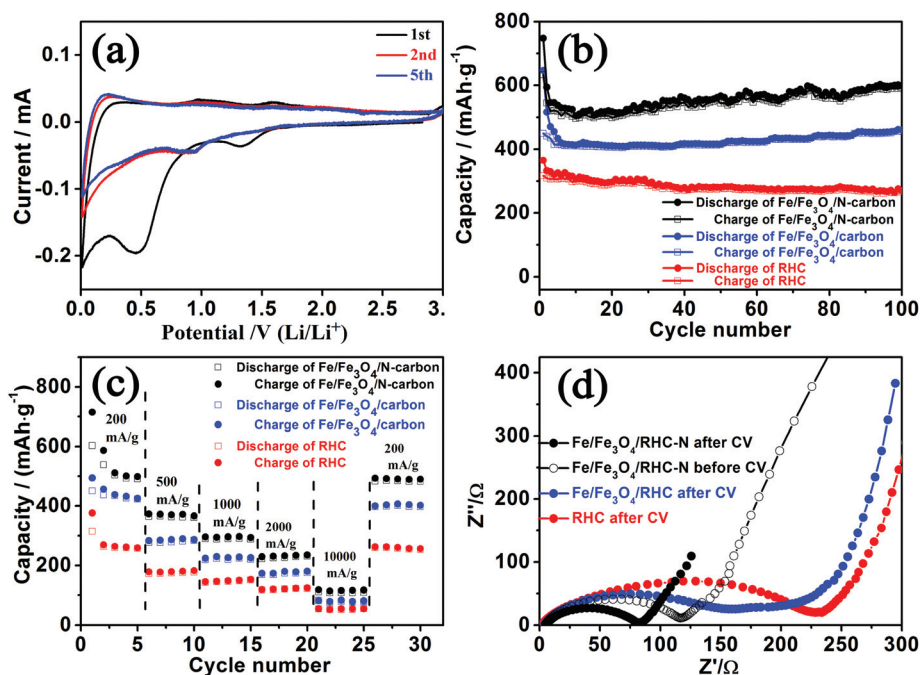 (a)
1st
2nd
5th
0.1
0.0
-0.1
-0.2
Current / mA
0.0 0.5 1.0 1.5 2.0 2.5 3.
Potential /V (Li/Li⁺)
(b)
800
600
400
200
0
Capacity / (mAh·g⁻¹)
Discharge of Fe/Fe₃O₄/N-carbon
Charge of Fe/Fe₃O₄/N-carbon
Discharge of Fe/Fe₃O₄/carbon
Charge of Fe/Fe₃O₄/carbon
Discharge of RHC
Charge of RHC
0 20 40 60 80 100
Cycle number
(c)
800
600
400
200
0
Capacity / (mAh·g⁻¹)
Discharge of Fe/Fe₃O₄/N-carbon
Charge of Fe/Fe₃O₄/N-carbon
Discharge of Fe/Fe₃O₄/carbon
Charge of Fe/Fe₃O₄/carbon
Discharge of RHC
Charge of RHC
200
mA/g
500
mA/g
1000
mA/g
2000
mA/g
10000
mA/g
200
mA/g
0 5 10 15 20 25 30
Cycle number
(d)
400
300
200
100
0
Z''/Ω
Fe/Fe₃O₄/RHC-N after CV
Fe/Fe₃O₄/RHC-N before CV
Fe/Fe₃O₄/RHC after CV
RHC after CV
0 50 100 150 200 250 300
Z'/Ω